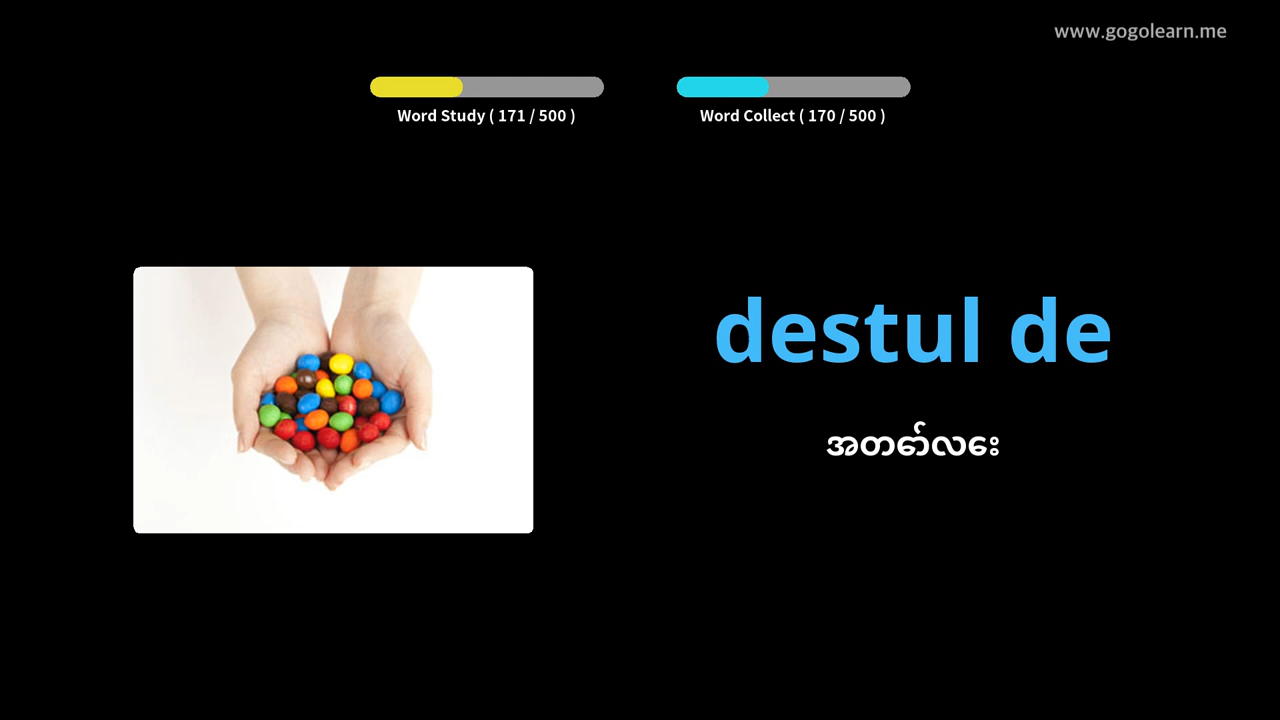 www.gogolearn.me
Word Study ( 171 / 500 )
Word Collect ( 170 / 500 )
destul de
အတော်လေး